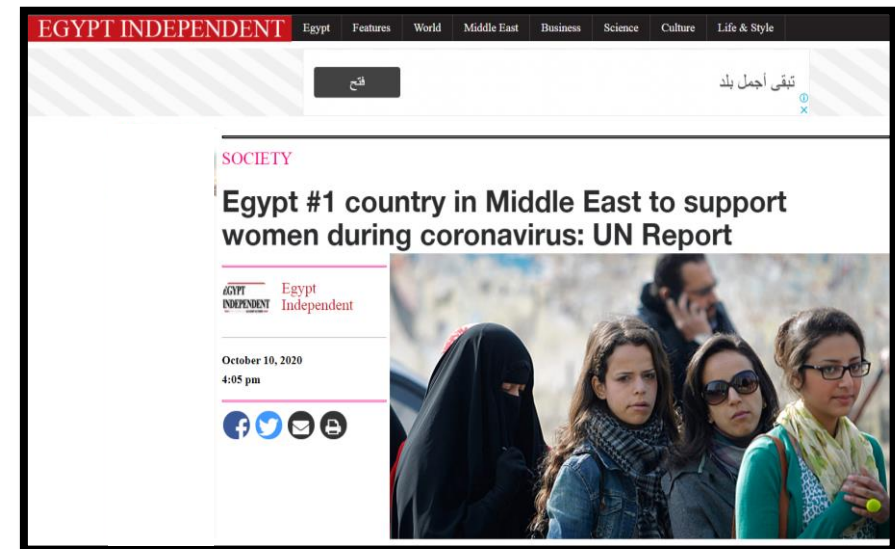 EGYPT INDEPENDENT Egypt Features World Middle East Business Science Culture Life & Style
فتح
تبقى أجمل بلد
SOCIETY
Egypt #1 country in Middle East to support
women during coronavirus: UN Report
EGYPT
INDEPENDENT
Egypt
Independent
October 10, 2020
4:05 pm